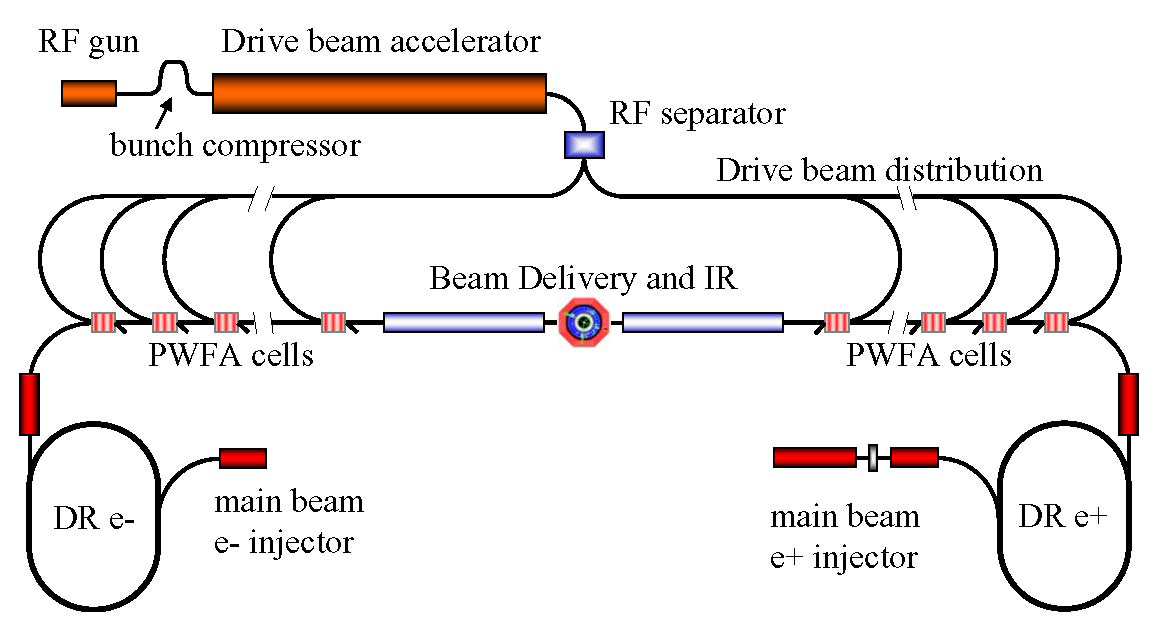 RF gun
Drive beam accelerator
RF separator
bunch compressor
Drive beam distribution
Beam Delivery and IR
PWFA cells
PWFA cells
DR e-
main beam
e- injector
main beam
e+ injector
DR e+